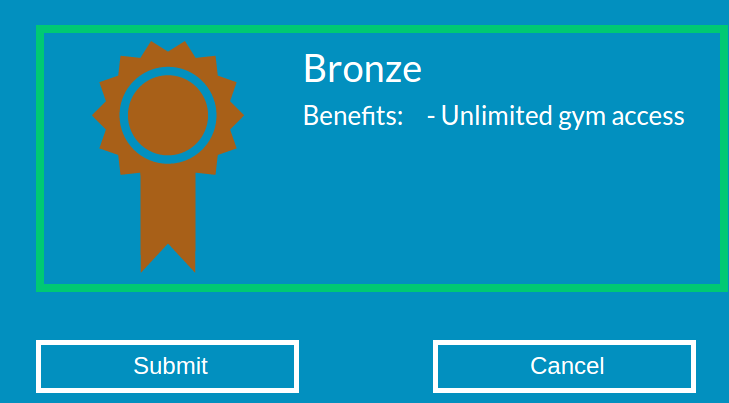 Bronze
Benefits: - Unlimited gym access
Submit
Cancel